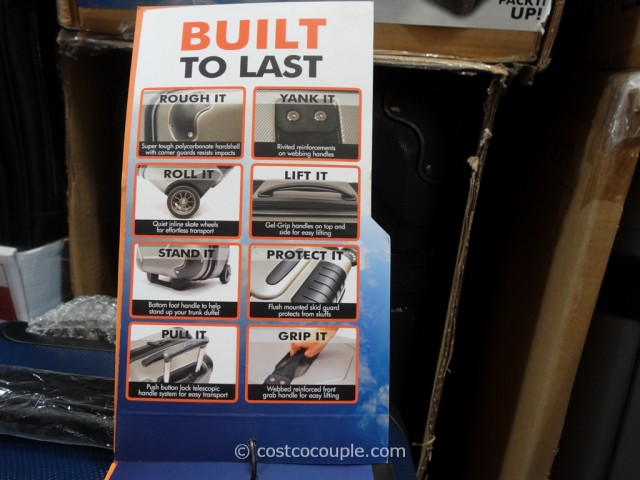 PACK IT
UP!
BUILT
TO LAST
ROUGH IT
Super tough polycarbonate hardshell
with corner guards resists impacts
YANK IT
Rivited reinforcements
on webbing handles
ROLL IT
Quiet inline skate wheels
for effortless transport
LIFT IT
Gel-Grip handles on top and
side for easy lifting
STAND IT
Bottom foot handle to help
stand up your trunk duffel
PROTECT IT
Flush mounted skid guard
protects from skuffs
PULL IT
Push button lock telescopic
handle system for easy transport
GRIP IT
Webbed reinforced front
grab handle for easy lifting
© costcocouple.com